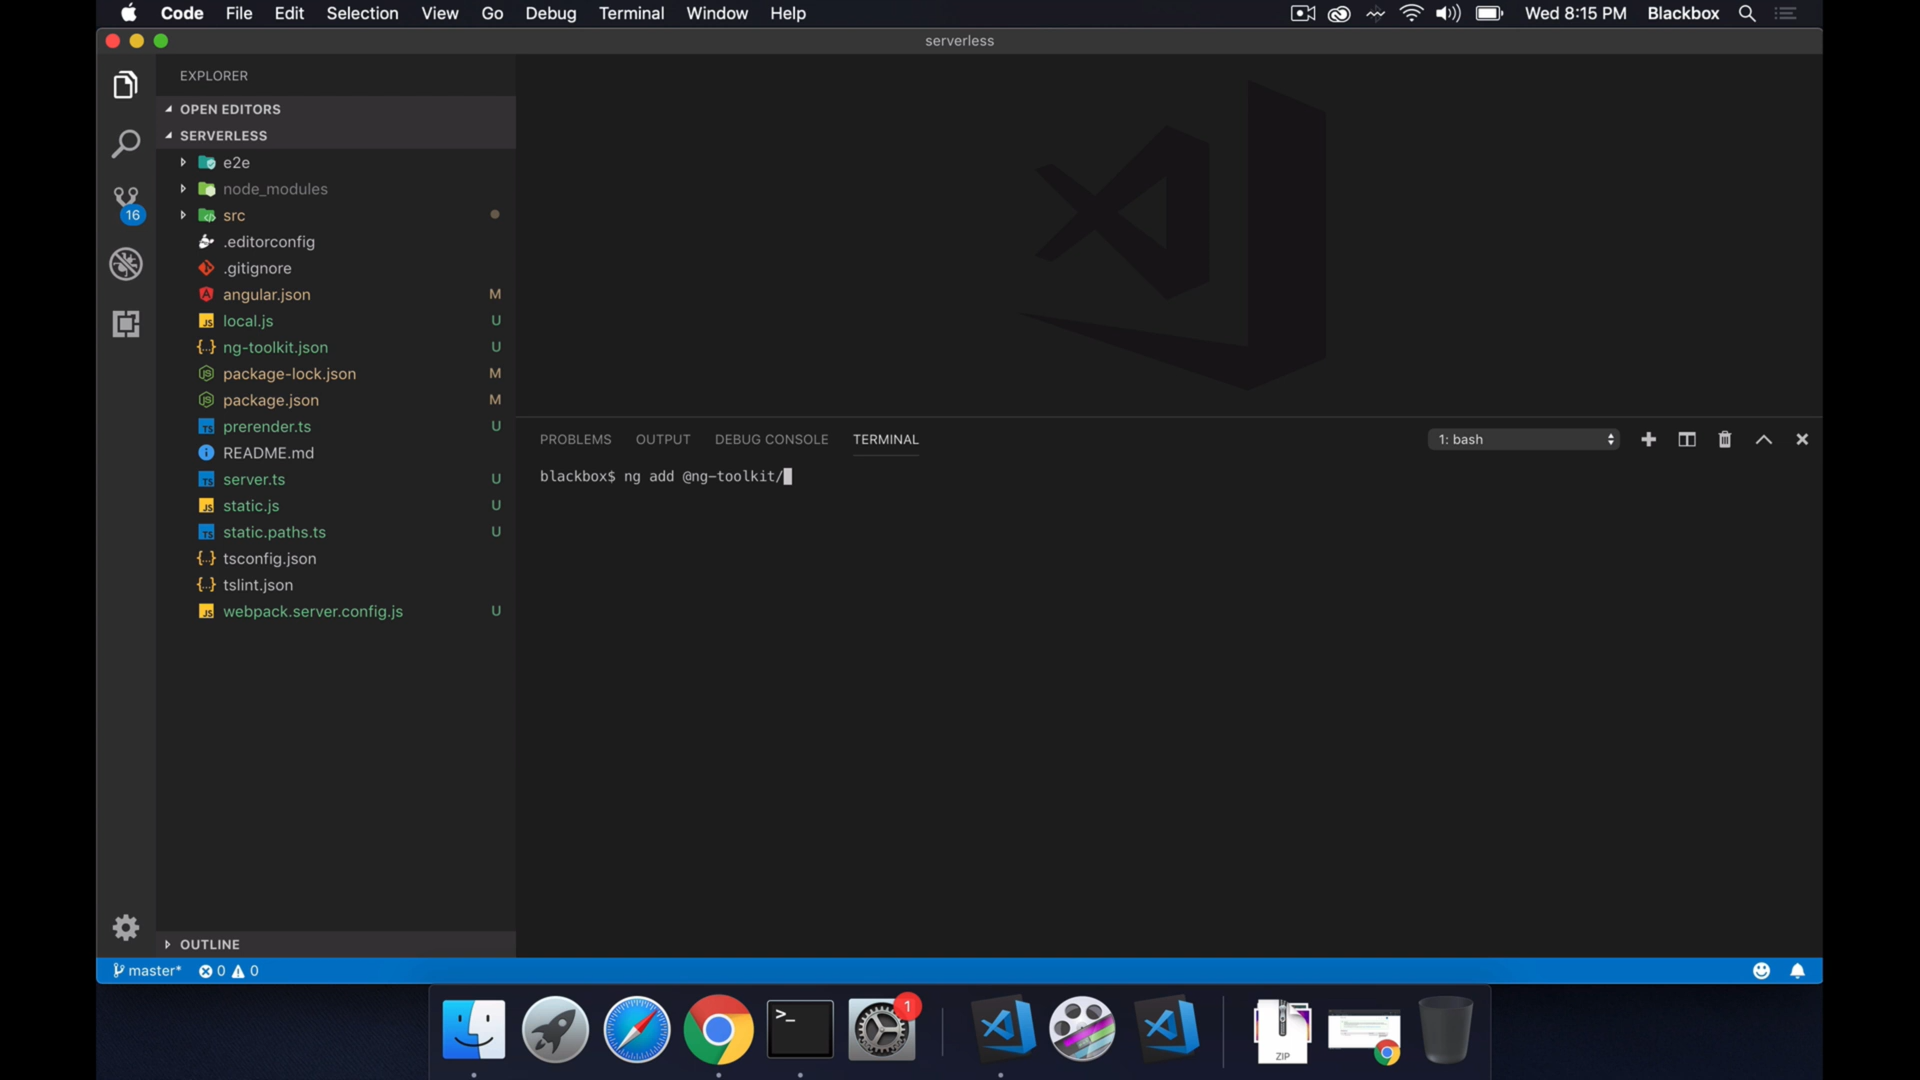 Code File Edit Selection View Go Debug Terminal Window Help Wed 8:15 PM Blackbox
serverless
EXPLORER
OPEN EDITORS
SERVERLESS
e2e
node_modules
src
.editorconfig
.gitignore
angular.json M
local.js U
ng-toolkit.json U
package-lock.json M
package.json M
prerender.ts U
README.md
server.ts U
static.js U
static.paths.ts U
tsconfig.json
tslint.json
webpack.server.config.js U
OUTLINE
16
PROBLEMS OUTPUT DEBUG CONSOLE TERMINAL 1: bash
blackbox$ ng add @ng-toolkit/
master* 0 0
1
ZIP